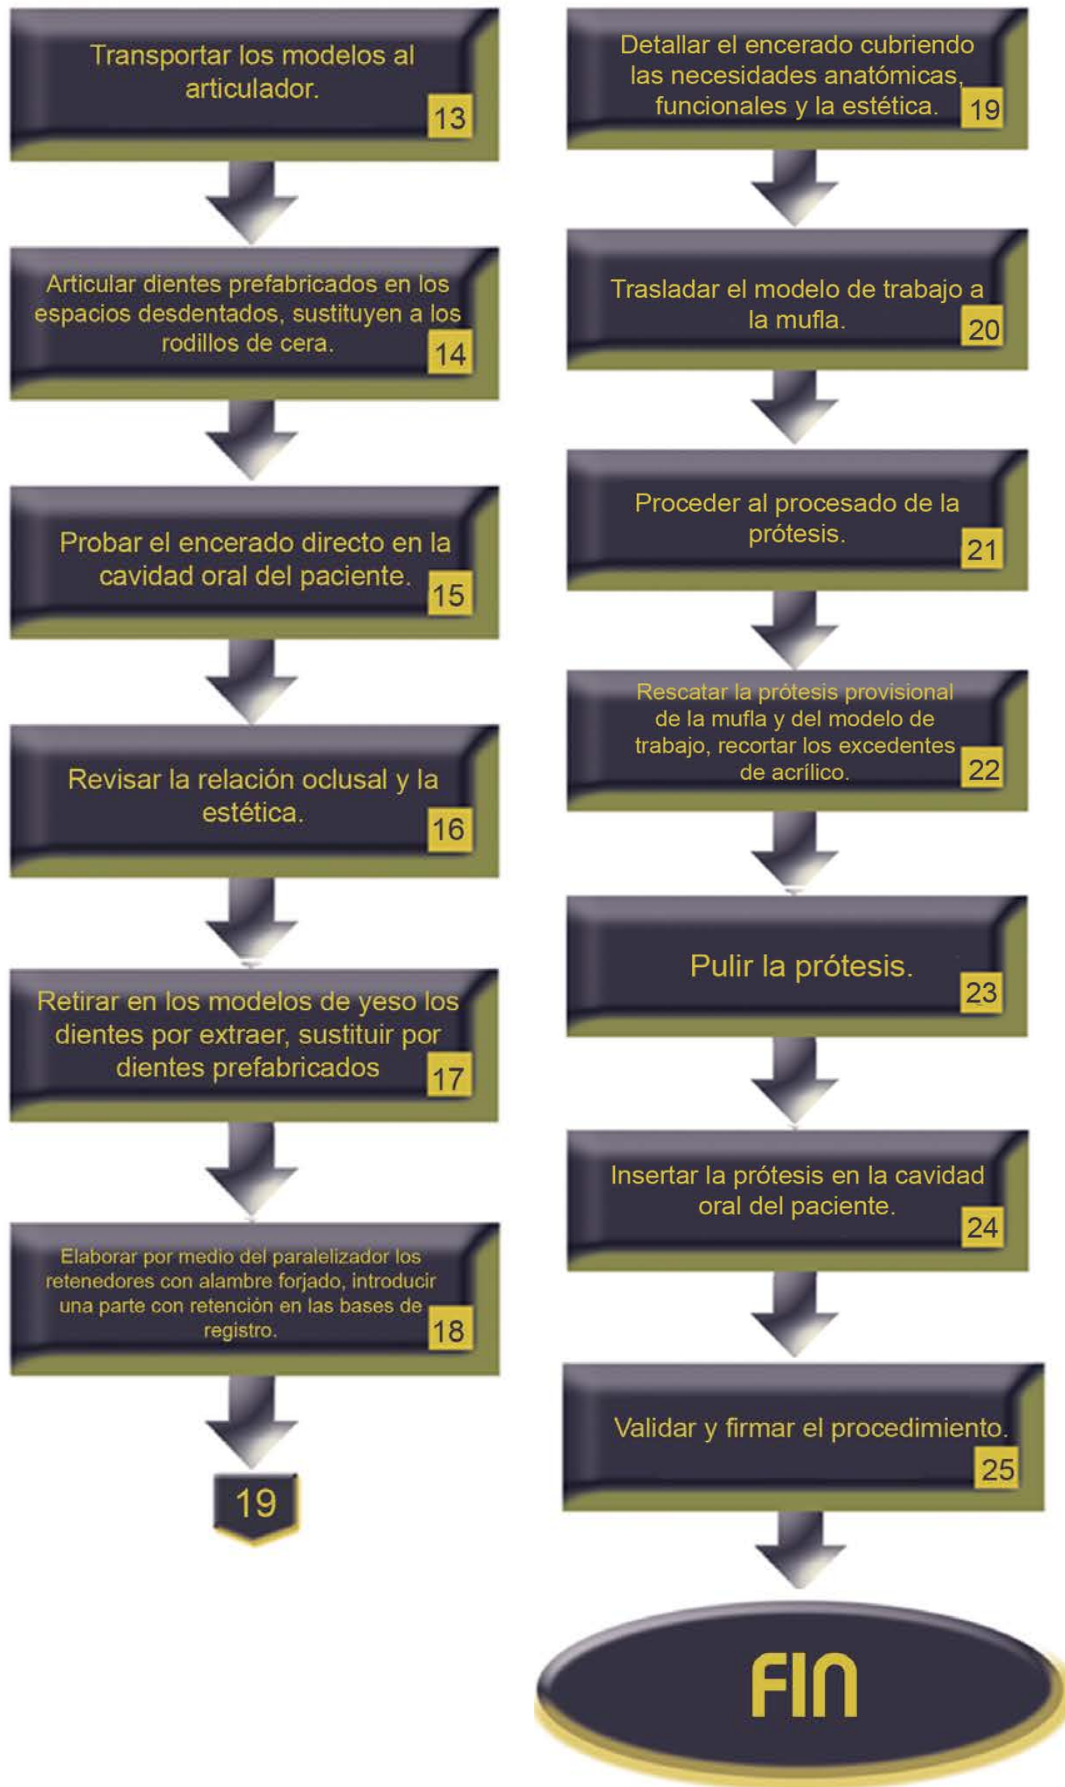 Transportar los modelos al
articulador.
13
Articular dientes prefabricados en los
espacios desdentados, sustituyen a los
rodillos de cera.
14
Probar el encerado directo en la
cavidad oral del paciente.
15
Revisar la relación oclusal y la
estética.
16
Retirar en los modelos de yeso los
dientes por extraer, sustituir por
dientes prefabricados
17
Elaborar por medio del paralelizador los
retenedores con alambre forjado, introducir
una parte con retención en las bases de
registro.
18
19
Detallar el encerado cubriendo
las necesidades anatómicas,
funcionales y la estética.
19
Trasladar el modelo de trabajo a
la mufla.
20
Proceder al procesado de la
prótesis.
21
Rescatar la prótesis provisional
de la mufla y del modelo de
trabajo, recortar los excedentes
de acrílico.
22
Pulir la prótesis.
23
Insertar la prótesis en la cavidad
oral del paciente.
24
Validar y firmar el procedimiento.
25
FIN